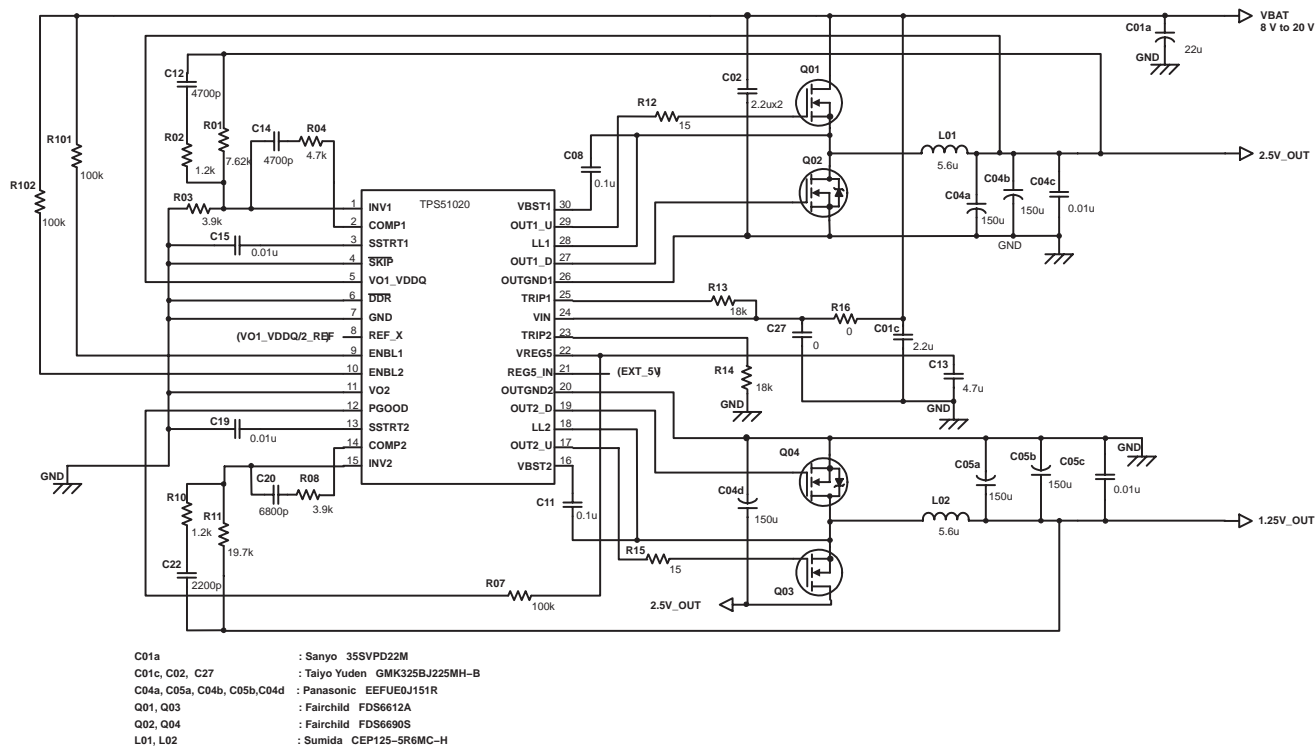 VBAT
8 V to 20 V
C01a
22u
GND
C12
4700p
R02
1.2k
R01
7.62k
C14
4700p
R04
4.7k
R101
100k
R102
100k
R03
3.9k
C15
0.01u
C02
2.2ux2
Q01
R12
15
C08
0.1u
Q02
L01
5.6u
2.5V_OUT
C04a
150u
C04b
150u
C04c
0.01u
GND
TPS51020
1 INV1
2 COMP1
3 SSTRT1
4 SKIP
5 VO1_VDDQ
6 DDR
7 GND
8 REF_X
9 ENBL1
10 ENBL2
11 VO2
12 PGOOD
13 SSTRT2
14 COMP2
15 INV2
VBST1 30
OUT1_U 29
LL1 28
OUT1_D 27
OUTGND1 26
TRIP1 25
VIN 24
TRIP2 23
VREG5 22
REG5_IN 21
OUTGND2 20
OUT2_D 19
LL2 18
OUT2_U 17
VBST2 16
(VO1_VDDQ/2_REF)
(EXT_5V)
R13
18k
R16
0
C27
0
C01c
2.2u
C13
4.7u
GND
R14
18k
GND
C19
0.01u
GND
C20
6800p
R08
3.9k
R10
1.2k
R11
19.7k
C22
2200p
R07
100k
C11
0.1u
R15
15
C04d
150u
Q04
Q03
2.5V_OUT
L02
5.6u
C05a
150u
C05b
150u
C05c
0.01u
GND
1.25V_OUT
C01a : Sanyo 35SVPD22M
C01c, C02, C27 : Taiyo Yuden GMK325BJ225MH–B
C04a, C05a, C04b, C05b,C04d : Panasonic EEFUE0J151R
Q01, Q03 : Fairchild FDS6612A
Q02, Q04 : Fairchild FDS6690S
L01, L02 : Sumida CEP125–5R6MC–H